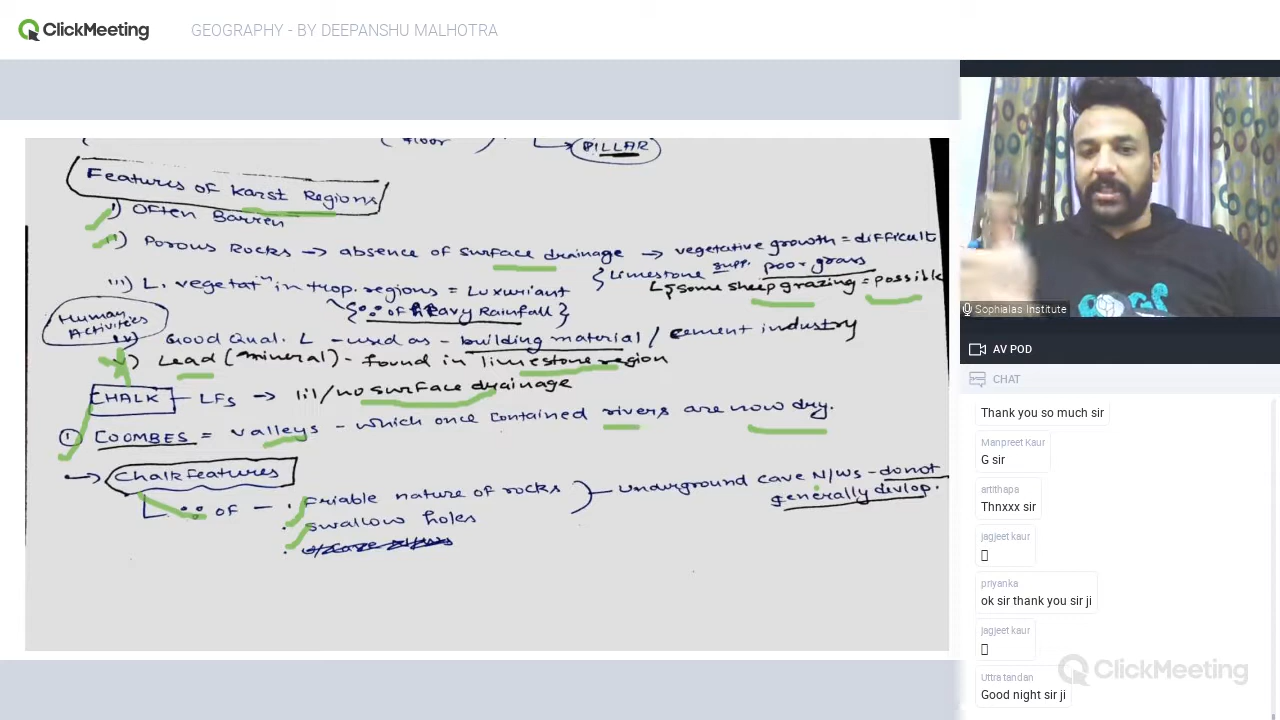 ClickMeeting
GEOGRAPHY - BY DEEPANSHU MALHOTRA
(floor)
PILLAR
Features of Karst Regions
i) Often Barren
ii) Porous Rocks → absence of surface drainage → vegetative growth = difficult
{Limestone supp. poor grass
↳ {some sheep grazing = possible
iii) L. vegetatⁿ in trop. regions = Luxuriant
{∵ of Heavy Rainfall}
Human Activities
iv) Good Qual. L - used as - building material / cement industry
v) Lead (mineral) - found in limestone region
CHALK - LFs → lil/no surface drainage
① COOMBES = valleys - which once contained rivers are now dry.
→ Chalk features
∵ of - · friable nature of rocks
· swallow holes
underground cave N/Ws - donot
generally devlop.
Sophialas Institute
AV POD
CHAT
Thank you so much sir
Manpreet Kaur
G sir
artithapa
Thnxxx sir
jagjeet kaur
priyanka
ok sir thank you sir ji
jagjeet kaur
Uttra tandan
Good night sir ji
ClickMeeting